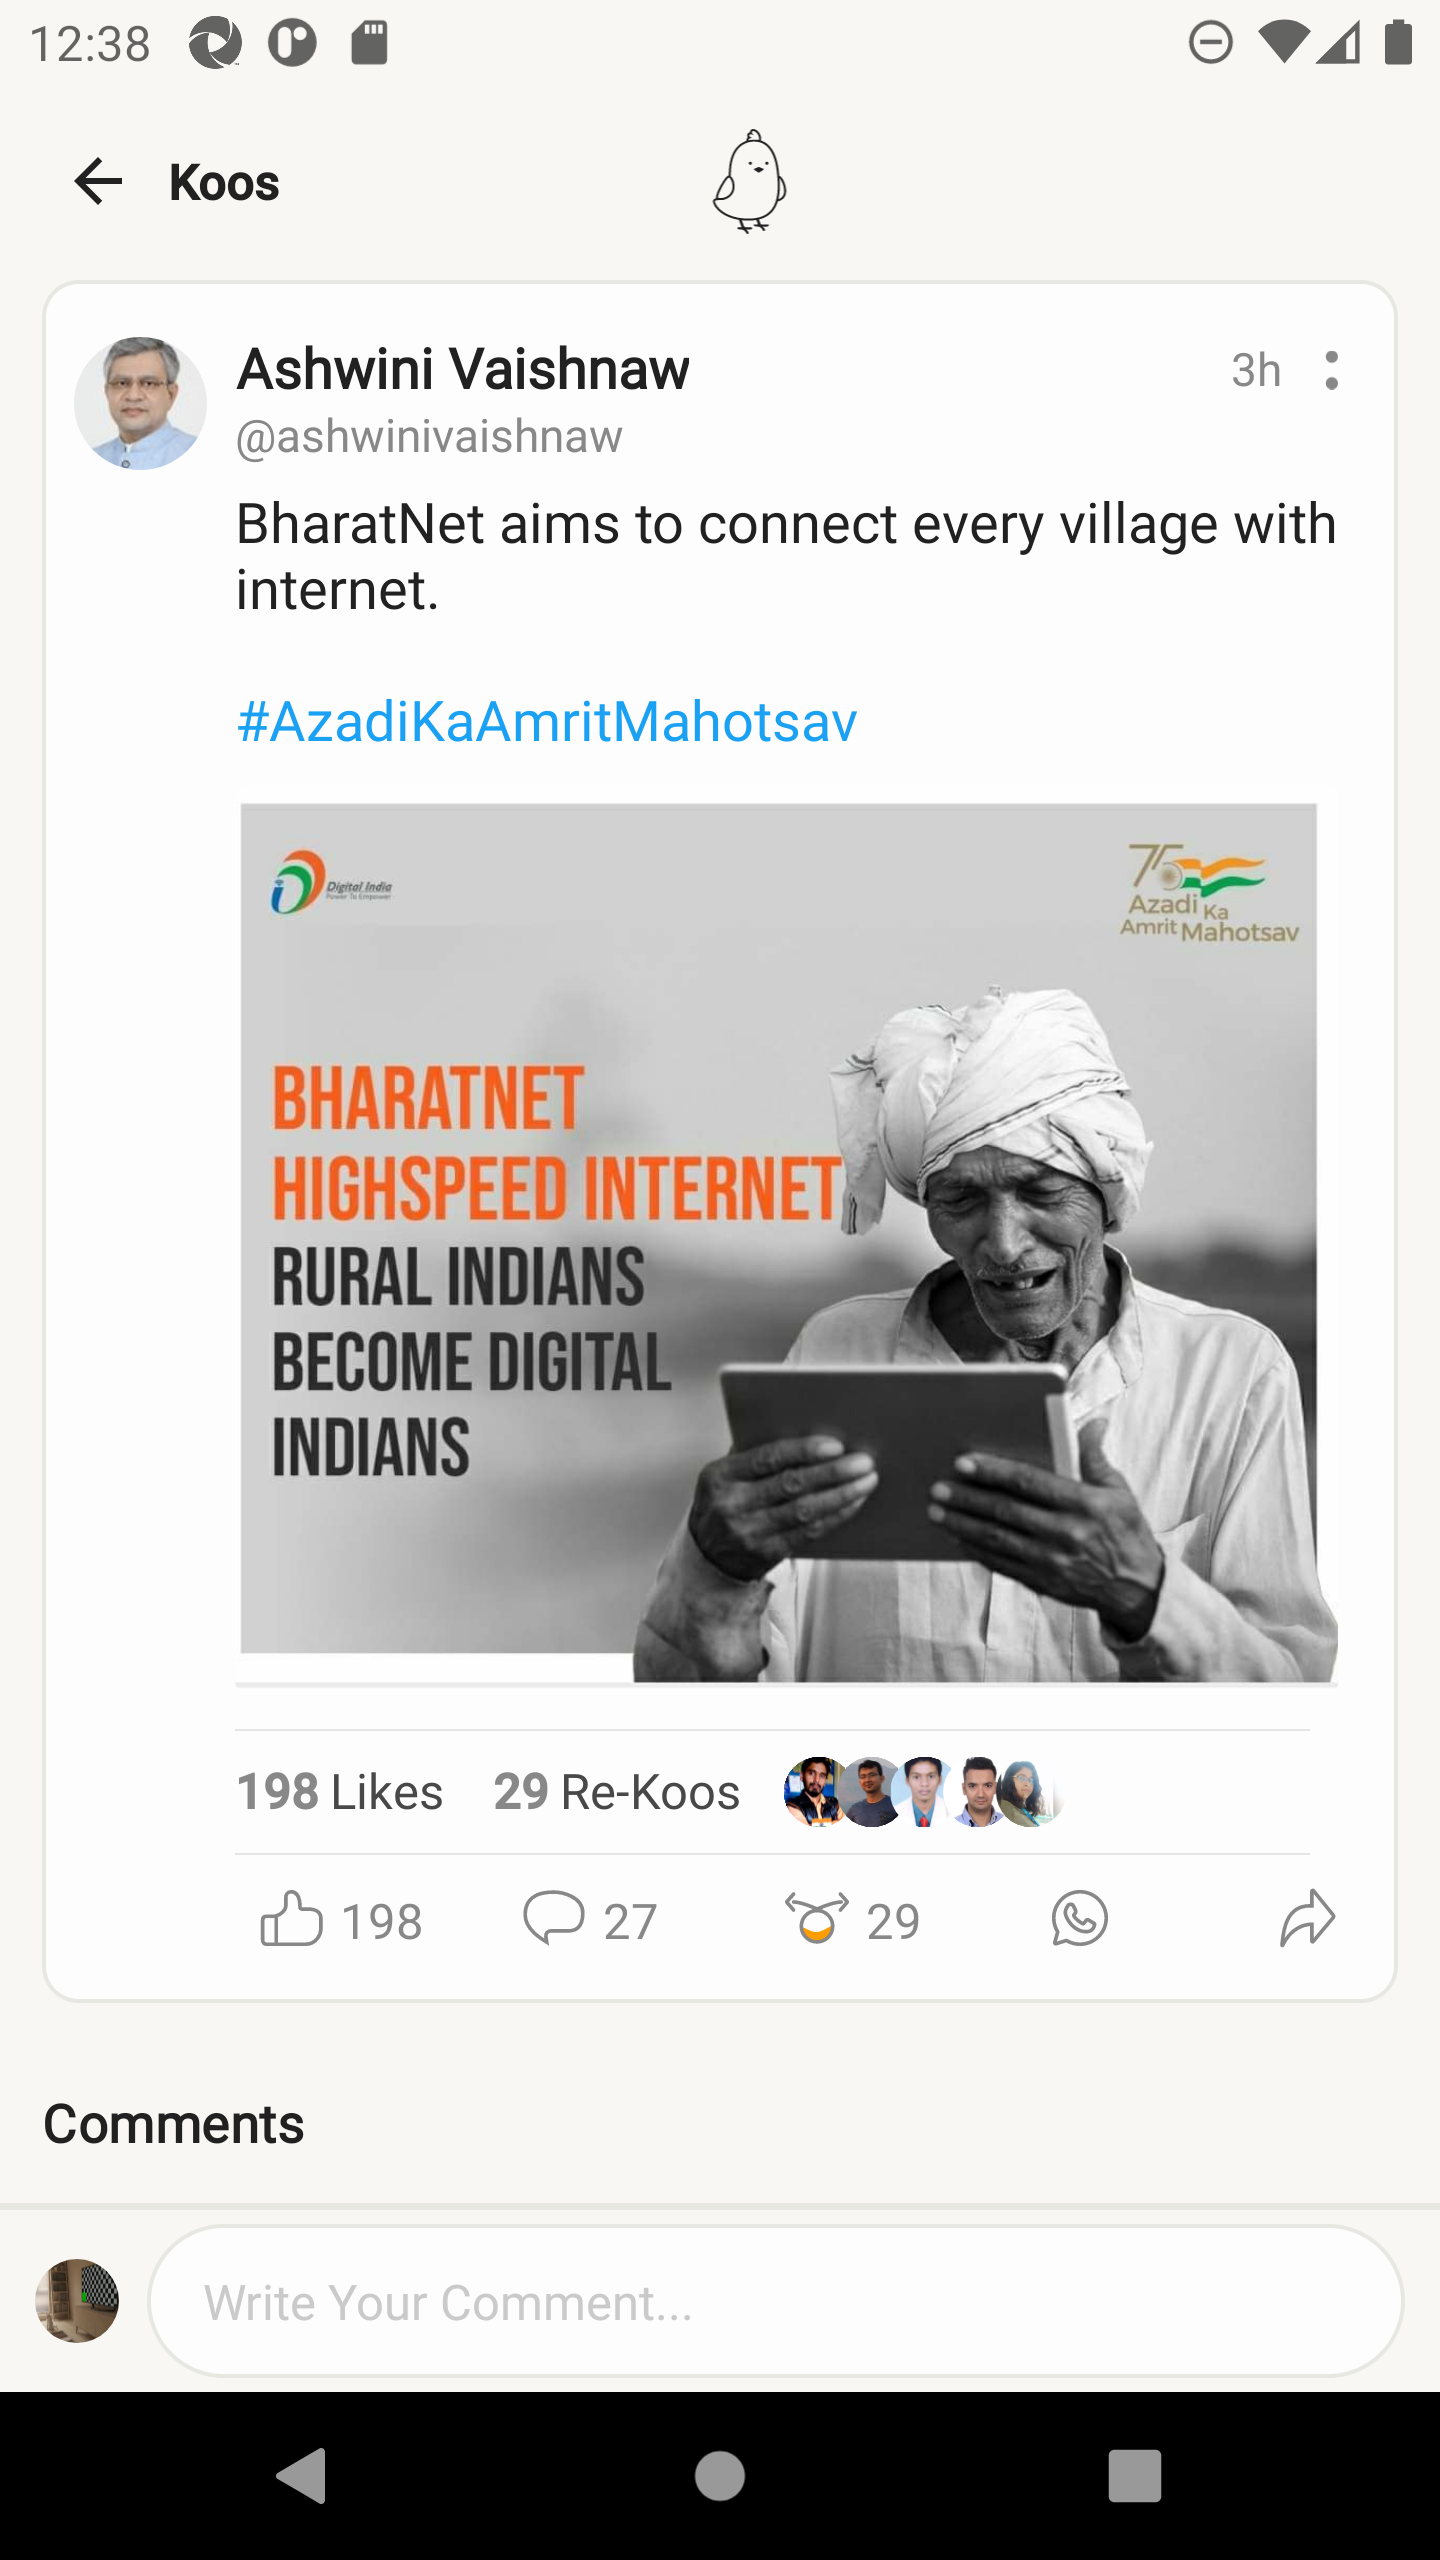 12:38
Koos
Ashwini Vaishnaw
3h
@ashwinivaishnaw
BharatNet aims to connect every village with
internet.
#AzadiKaAmritMahotsav
Digital India
Power To Empower
75
Azadi Ka
Amrit Mahotsav
BHARATNET
HIGHSPEED INTERNET
RURAL INDIANS
BECOME DIGITAL
INDIANS
198 Likes 29 Re-Koos
198 27 29
Comments
Write Your Comment...